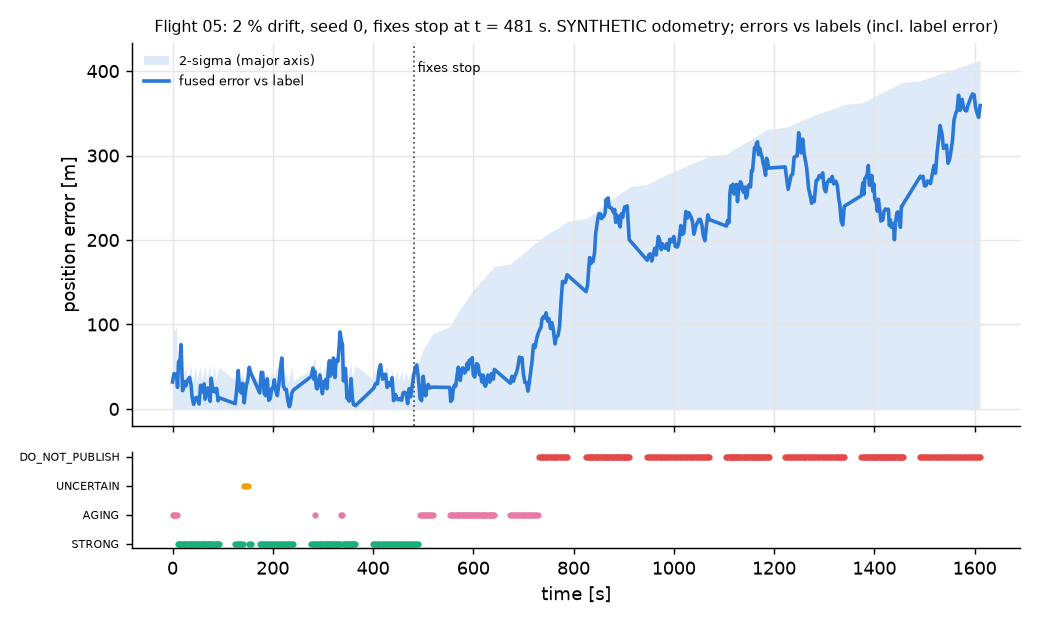 Flight 05: 2 % drift, seed 0, fixes stop at t = 481 s. SYNTHETIC odometry; errors vs labels (incl. label error)
2-sigma (major axis)
fused error vs label
fixes stop
position error [m]
400
300
200
100
0
DO_NOT_PUBLISH
UNCERTAIN
AGING
STRONG
0 200 400 600 800 1000 1200 1400 1600
time [s]